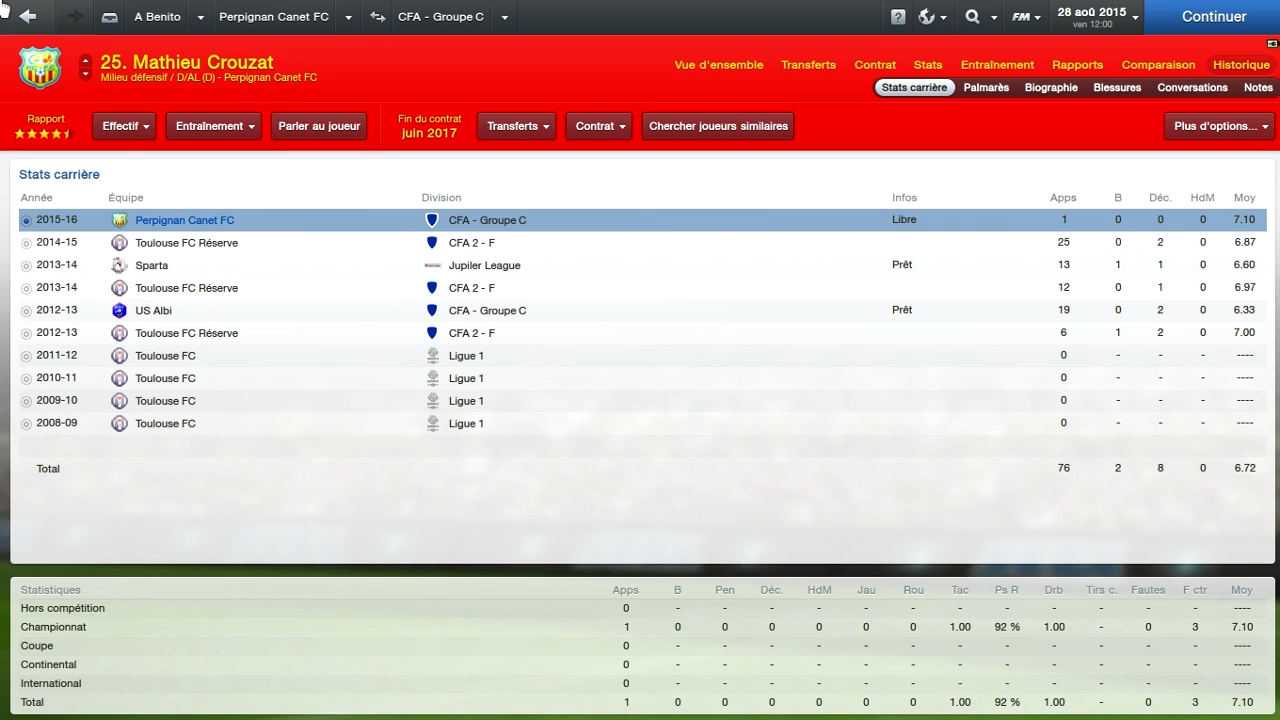 A Benito Perpignan Canet FC CFA - Groupe C ? FM 28 aoû 2015 ven 12:00 Continuer
25. Mathieu Crouzat
Milieu défensif / D/AL (D) - Perpignan Canet FC
Vue d'ensemble Transferts Contrat Stats Entraînement Rapports Comparaison Historique
Stats carrière Palmarès Biographie Blessures Conversations Notes
Rapport Effectif Entraînement Parler au joueur Fin du contrat juin 2017 Transferts Contrat Chercher joueurs similaires Plus d'options...
Stats carrière
Année Équipe Division Infos Apps B Déc. HdM Moy
2015-16 Perpignan Canet FC CFA - Groupe C Libre 1 0 0 0 7.10
2014-15 Toulouse FC Réserve CFA 2 - F 25 0 2 0 6.87
2013-14 Sparta Jupiler League Prêt 13 1 1 0 6.60
2013-14 Toulouse FC Réserve CFA 2 - F 12 0 1 0 6.97
2012-13 US Albi CFA - Groupe C Prêt 19 0 2 0 6.33
2012-13 Toulouse FC Réserve CFA 2 - F 6 1 2 0 7.00
2011-12 Toulouse FC Ligue 1 0 - - - ----
2010-11 Toulouse FC Ligue 1 0 - - - ----
2009-10 Toulouse FC Ligue 1 0 - - - ----
2008-09 Toulouse FC Ligue 1 0 - - - ----
Total 76 2 8 0 6.72
Statistiques Apps B Pen Déc. HdM Jau Rou Tac Ps R Drb Tirs c. Fautes F ctr Moy
Hors compétition 0 - - - - - - - - - - - - ----
Championnat 1 0 0 0 0 0 0 1.00 92 % 1.00 - 0 3 7.10
Coupe 0 - - - - - - - - - - - - ----
Continental 0 - - - - - - - - - - - - ----
International 0 - - - - - - - - - - - - ----
Total 1 0 0 0 0 0 0 1.00 92 % 1.00 - 0 3 7.10